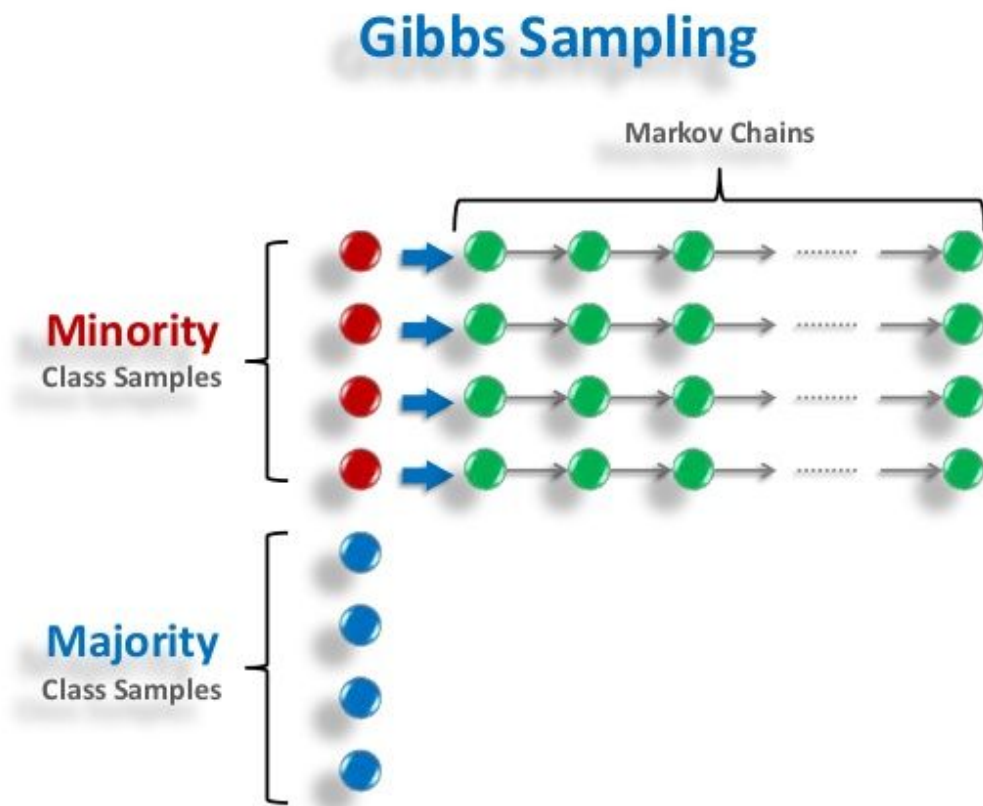 Gibbs Sampling
Markov Chains
Minority
Class Samples
Majority
Class Samples